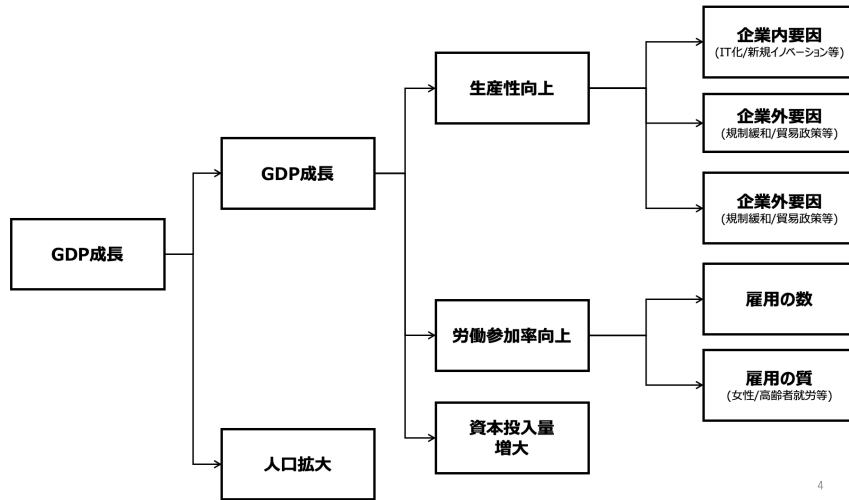 GDP成長
GDP成長
人口拡大
生産性向上
労働参加率向上
資本投入量
増大
企業内要因
(IT化/新規イノベーション等)
企業外要因
(規制緩和/貿易政策等)
企業外要因
(規制緩和/貿易政策等)
雇用の数
雇用の質
(女性/高齢者就労等)
4